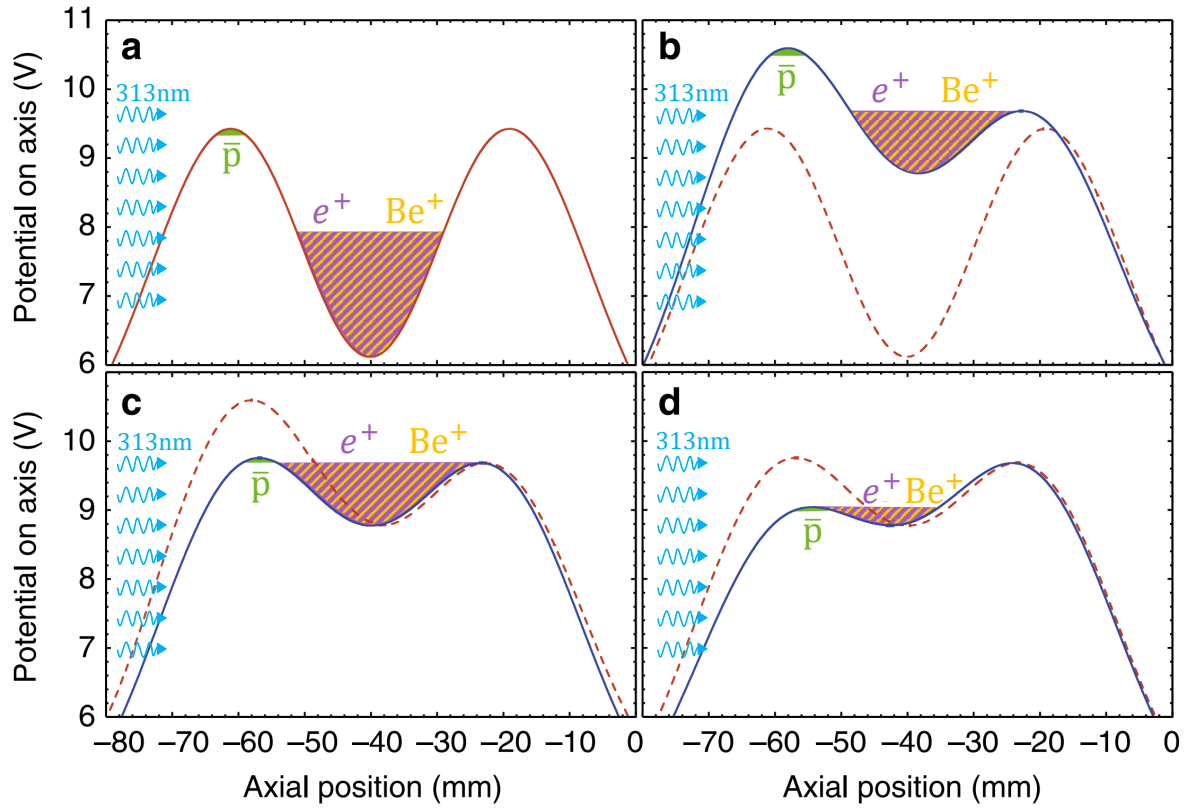 a
b
313nm
313nm
p̅
e⁺ Be⁺
p̅
e⁺ Be⁺
Potential on axis (V)
11
10
9
8
7
6
c
d
313nm
313nm
p̅
e⁺ Be⁺
p̅
e⁺ Be⁺
Potential on axis (V)
10
9
8
7
6
−80 −70 −60 −50 −40 −30 −20 −10 0
−70 −60 −50 −40 −30 −20 −10 0
Axial position (mm)
Axial position (mm)